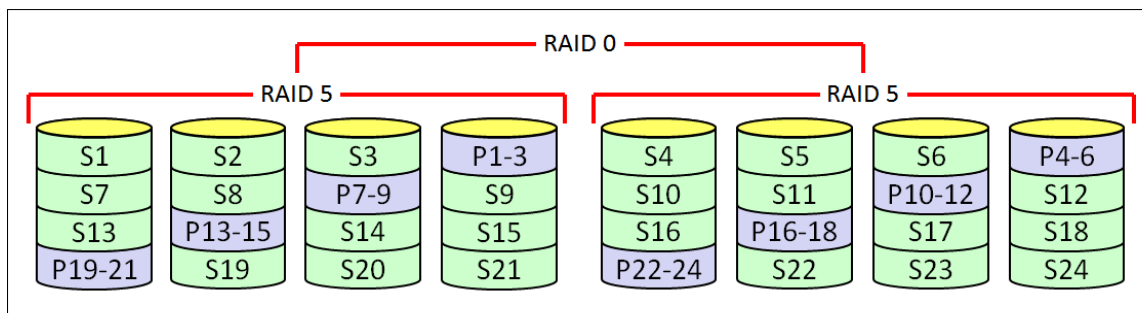 RAID 0
RAID 5 RAID 5
S1 S2 S3 P1-3 S4 S5 S6 P4-6
S7 S8 P7-9 S9 S10 S11 P10-12 S12
S13 P13-15 S14 S15 S16 P16-18 S17 S18
P19-21 S19 S20 S21 P22-24 S22 S23 S24